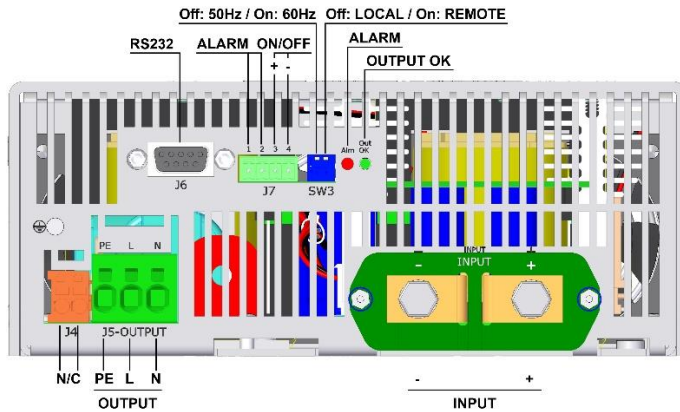 Off: 50Hz / On: 60Hz Off: LOCAL / On: REMOTE
RS232 ALARM ON/OFF ALARM
+ - OUTPUT OK
1 2 3 4 Alm Out OK
J6 J7 SW3
PE L N
INPUT
- INPUT +
- +
J4 J5-OUTPUT
N/C PE L N - +
OUTPUT INPUT